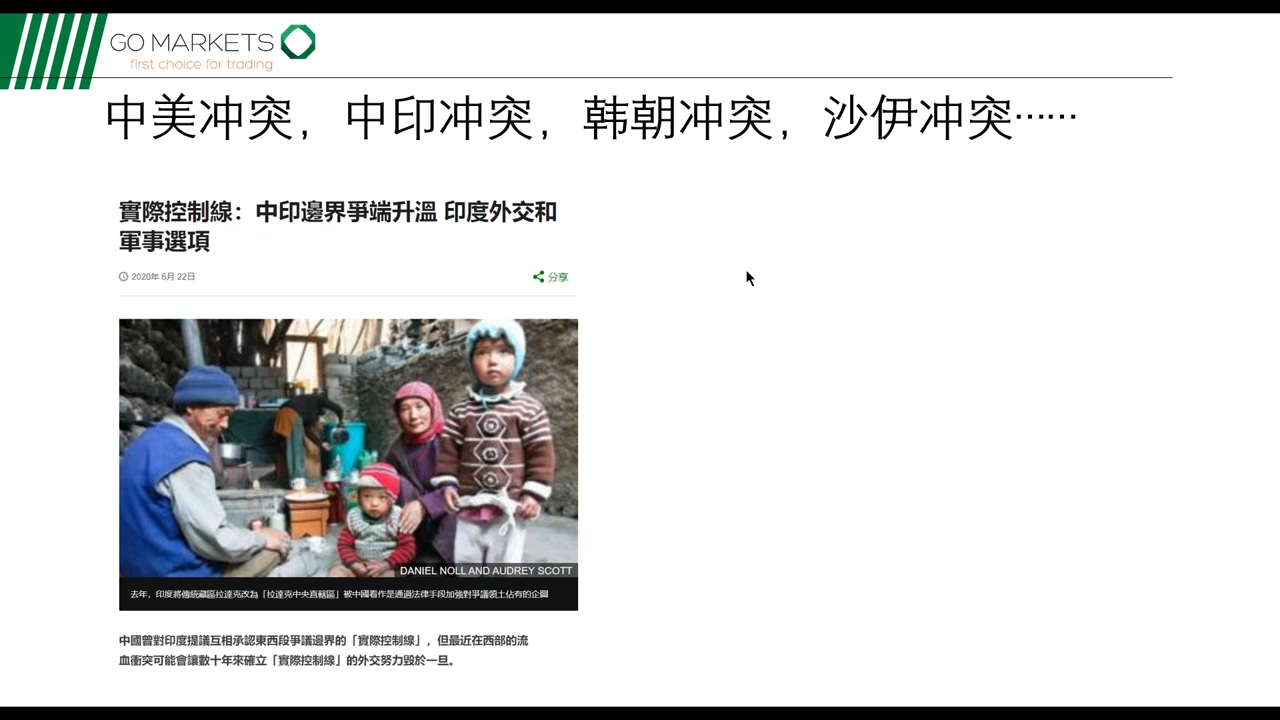 GO MARKETS
first choice for trading
中美冲突，中印冲突，韩朝冲突，沙伊冲突……
實際控制線：中印邊界爭端升溫 印度外交和
軍事選項
2020年 6月 22日
分享
DANIEL NOLL AND AUDREY SCOTT
去年，印度將傳統藏區拉達克改為「拉達克中央直轄區」被中國看作是通過法律手段加強對爭議領土佔有的企圖
中國曾對印度提議互相承認東西段爭議邊界的「實際控制線」，但最近在西部的流
血衝突可能會讓數十年來確立「實際控制線」的外交努力毀於一旦。